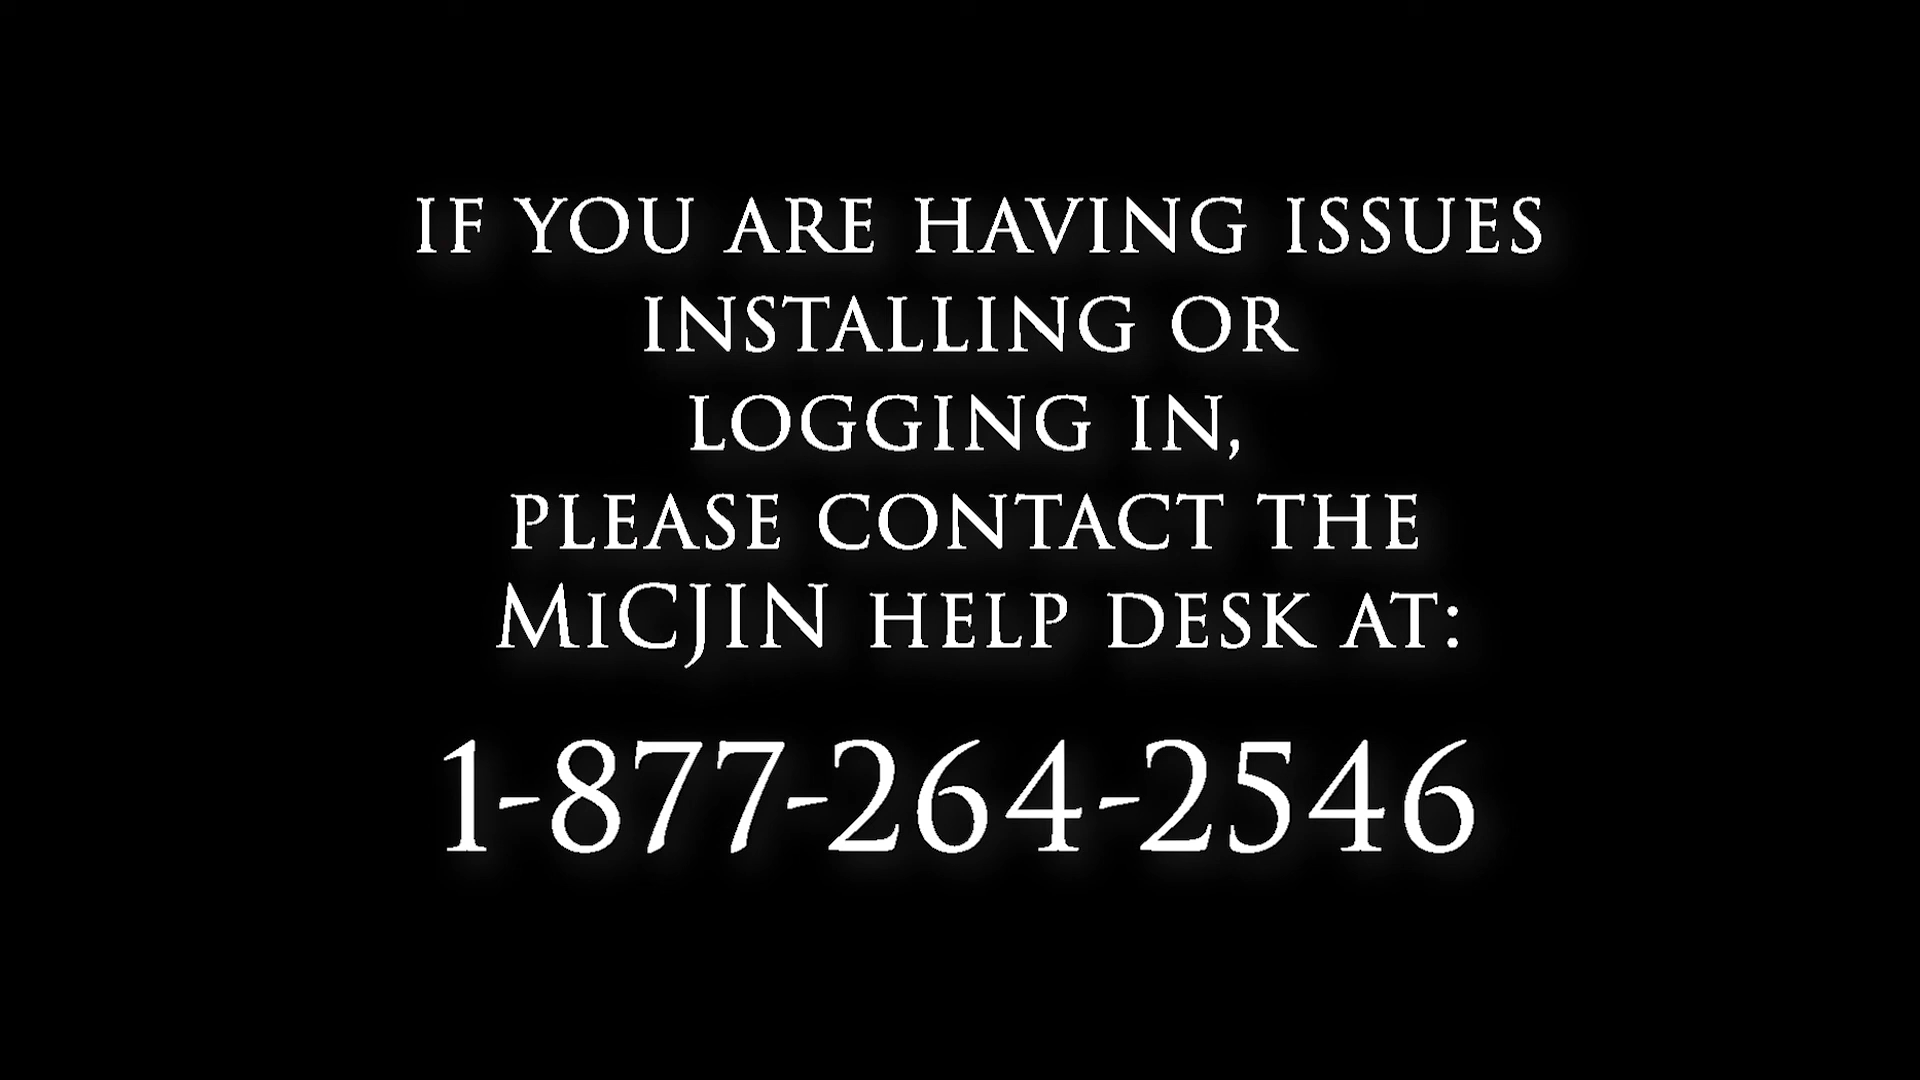 IF YOU ARE HAVING ISSUES
INSTALLING OR
LOGGING IN,
PLEASE CONTACT THE
MiCJIN HELP DESK AT:
1-877-264-2546